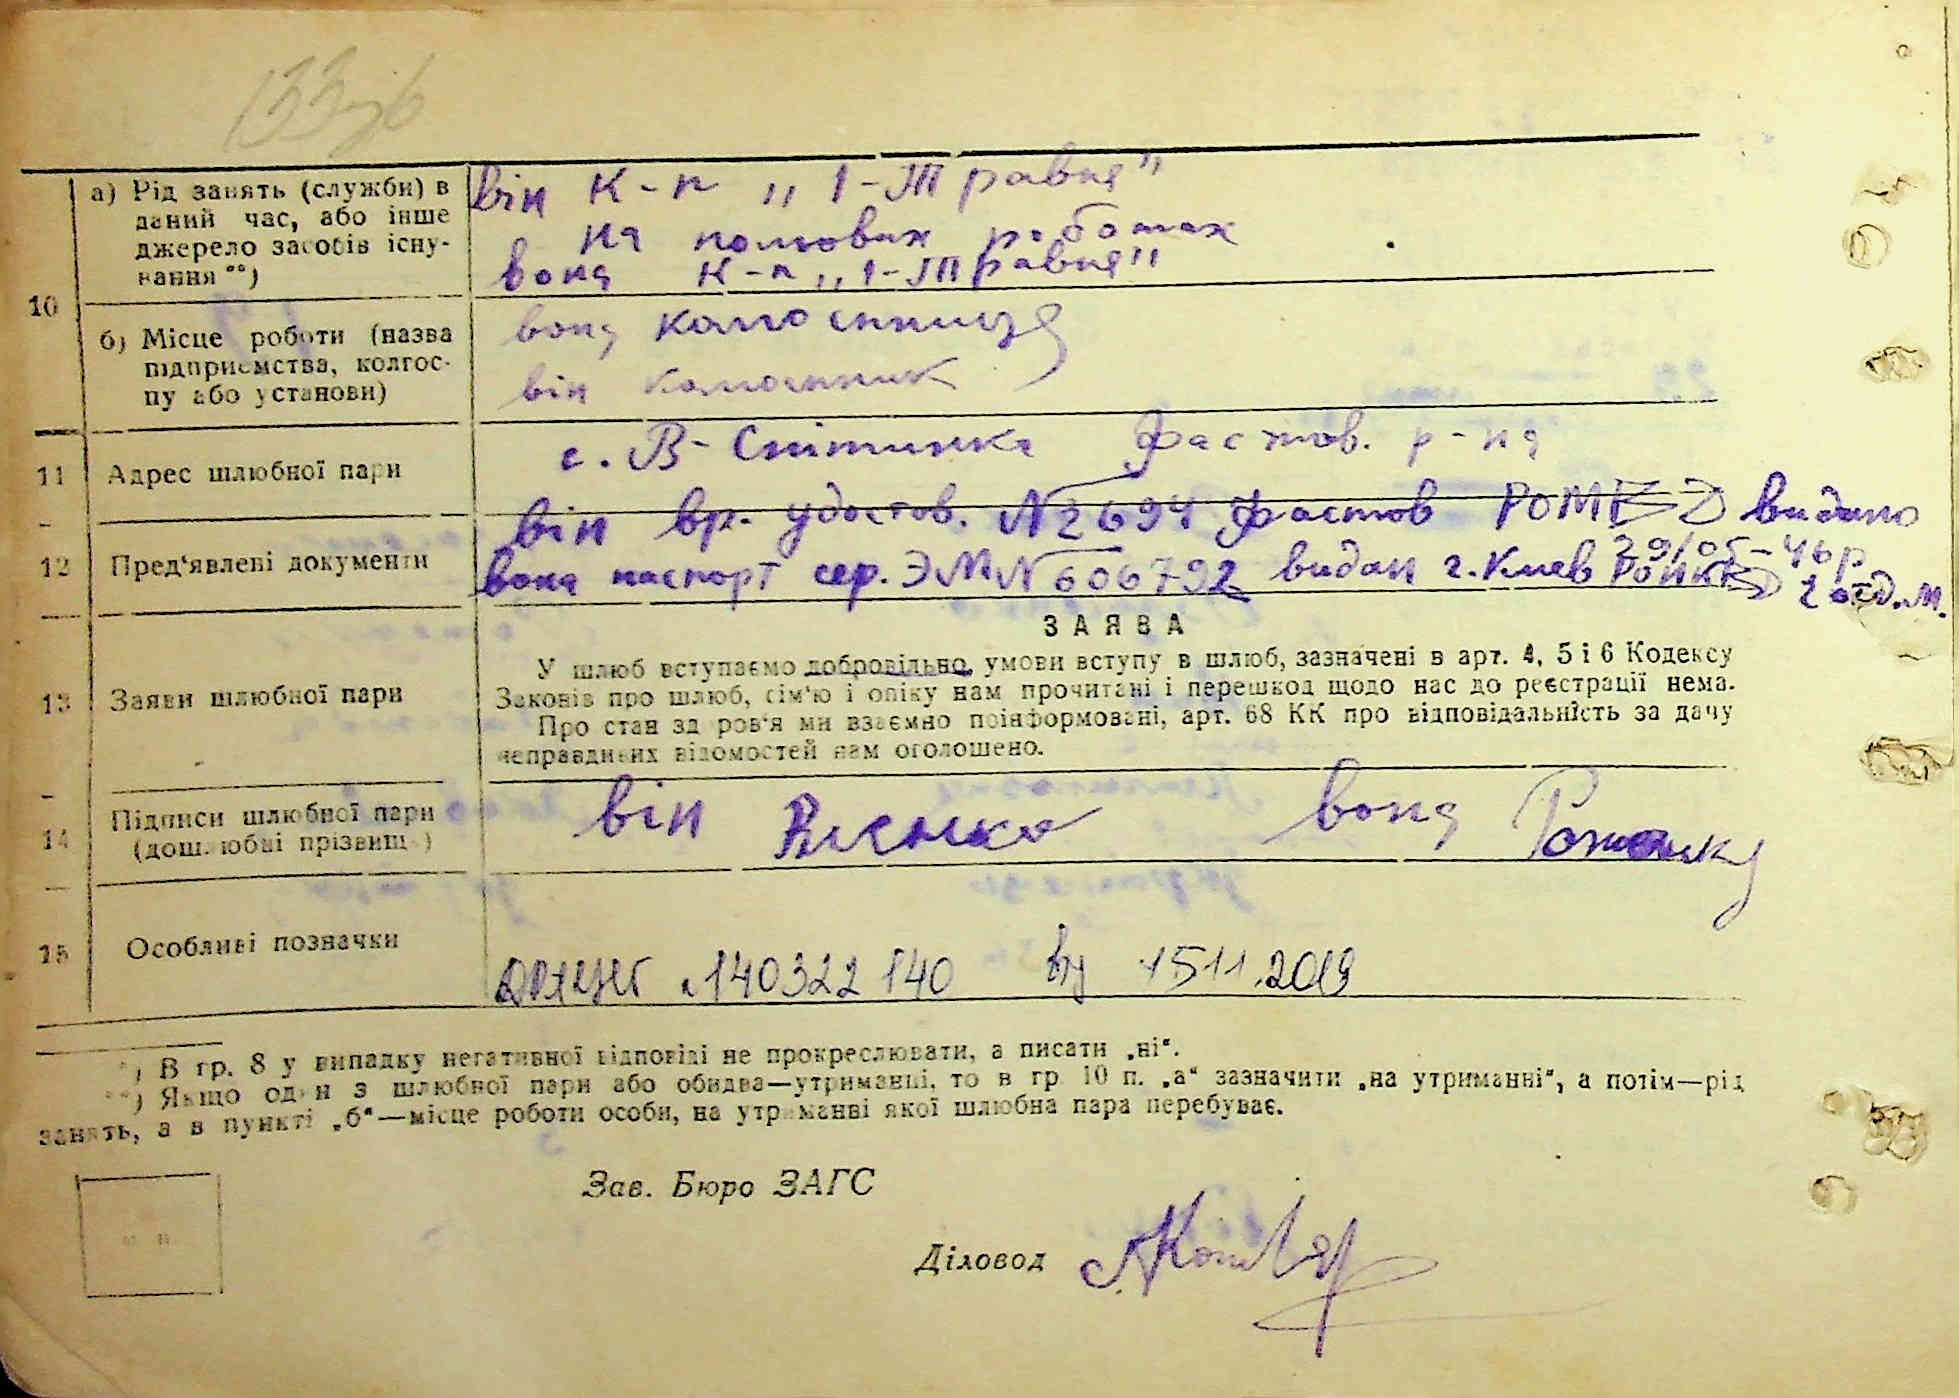 а) Рід занять (служби) в даний час, або інше джерело засобів існування **)
він к-п „1-Травня"
на польових роботах
вона к-п „1-Травня"
10
б) Місце роботи (назва підприємства, колгоспу або установи)
вона колгоспниця
він колгоспник
11 Адрес шлюбної пари
с. В-Снітинка Фастов. р-на
12 Пред'явлені документи
він вр. удостов. №2694 Фастов видано
вона паспорт сер. ЭМ №606792 видан г. Киев 2 отд. м.
ЗАЯВА
13 Заяви шлюбної пари
У шлюб вступаємо добровільно, умови вступу в шлюб, зазначені в арт. 4, 5 і 6 Кодексу
Законів про шлюб, сім'ю і опіку нам прочитані і перешкод щодо нас до реєстрації нема.
Про стан здоров'я ми взаємно поінформовані, арт. 68 КК про відповідальність за дачу
неправдивих відомостей нам оголошено.
14 Підписи шлюбної пари (дошлюбні прізвища)
він вона
15 Особливі позначки
140322140 15 11 2019
*) В гр. 8 у випадку негативної відповіді не прокреслювати, а писати „ні".
**) Якщо один з шлюбної пари або обидва—утриманці, то в гр. 10 п. „а" зазначити „на утриманні", а потім—рід
занять, а в пункті „б"—місце роботи особи, на утриманні якої шлюбна пара перебуває.
Зав. Бюро ЗАГС
Діловод